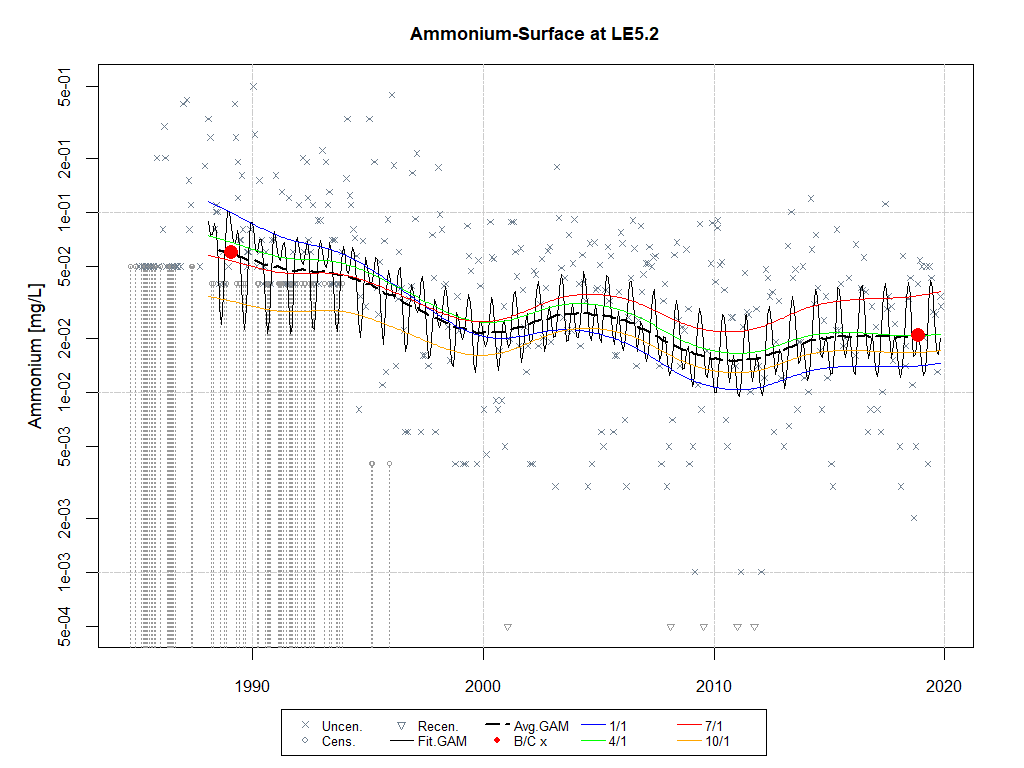 Ammonium-Surface at LE5.2
Ammonium [mg/L]
5e-01
2e-01
1e-01
5e-02
2e-02
1e-02
5e-03
2e-03
1e-03
5e-04
1990 2000 2010 2020
Uncen. Recen. Avg.GAM 1/1 7/1
Cens. Fit.GAM B/C x 4/1 10/1